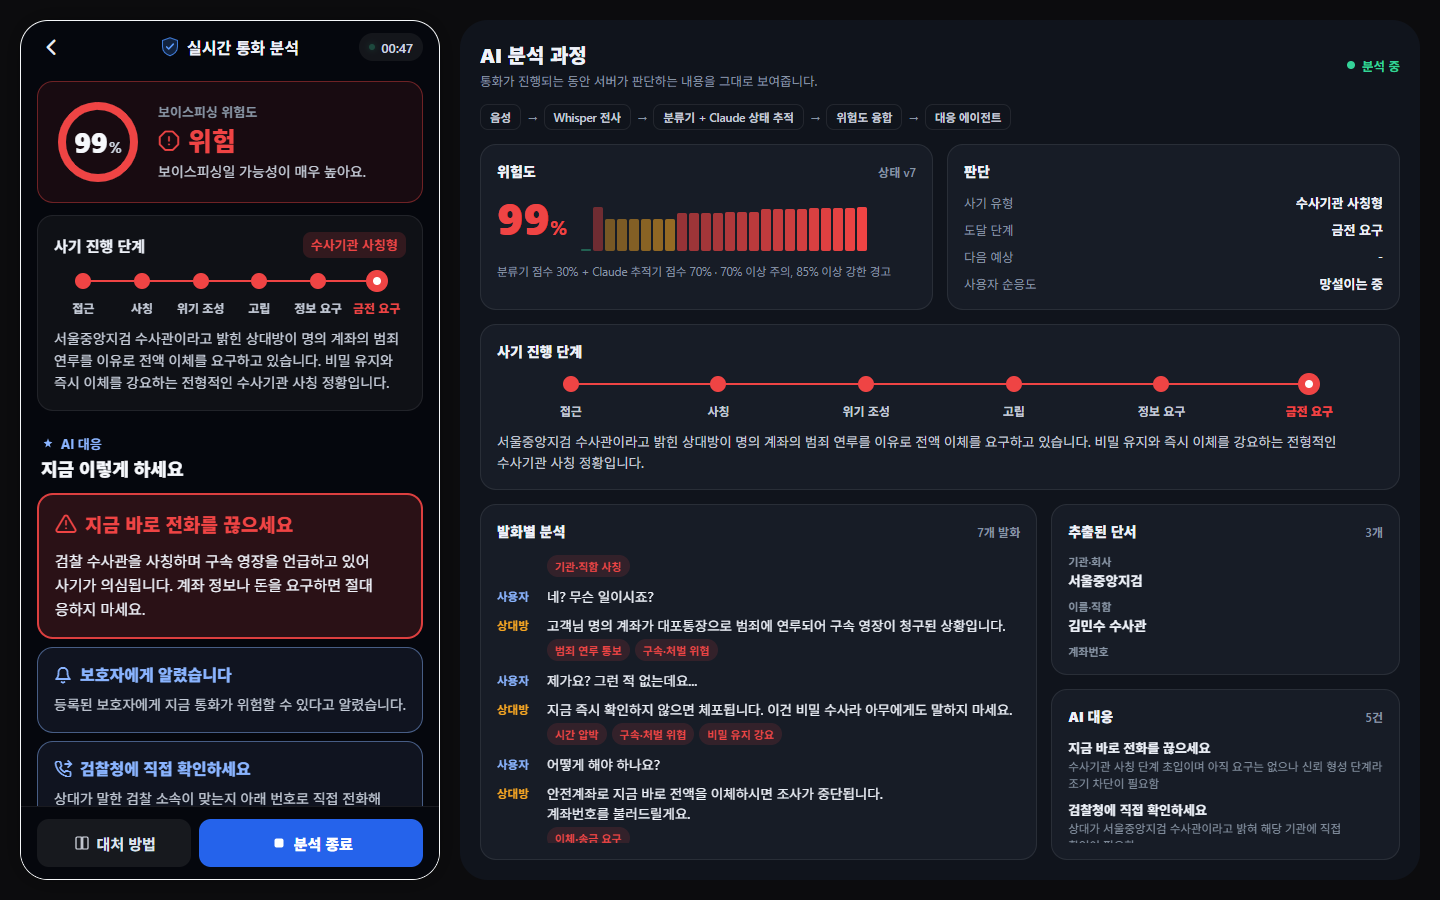 실시간 통화 분석
00:47
99%
보이스피싱 위험도
위험
보이스피싱일 가능성이 매우 높아요.
사기 진행 단계
수사기관 사칭형
접근 사칭 위기 조성 고립 정보 요구 금전 요구
서울중앙지검 수사관이라고 밝힌 상대방이 명의 계좌의 범죄
연루를 이유로 전액 이체를 요구하고 있습니다. 비밀 유지와
즉시 이체를 강요하는 전형적인 수사기관 사칭 정황입니다.
AI 대응
지금 이렇게 하세요
지금 바로 전화를 끊으세요
검찰 수사관을 사칭하며 구속 영장을 언급하고 있어
사기가 의심됩니다. 계좌 정보나 돈을 요구하면 절대
응하지 마세요.
보호자에게 알렸습니다
등록된 보호자에게 지금 통화가 위험할 수 있다고 알렸습니다.
검찰청에 직접 확인하세요
상대가 말한 검찰 소속이 맞는지 아래 번호로 직접 전화해
대처 방법
분석 종료
AI 분석 과정
통화가 진행되는 동안 서버가 판단하는 내용을 그대로 보여줍니다.
분석 중
음성 → Whisper 전사 → 분류기 + Claude 상태 추적 → 위험도 융합 → 대응 에이전트
위험도
상태 v7
99%
분류기 점수 30% + Claude 추적기 점수 70% · 70% 이상 주의, 85% 이상 강한 경고
판단
사기 유형 수사기관 사칭형
도달 단계 금전 요구
다음 예상 -
사용자 순응도 망설이는 중
사기 진행 단계
접근 사칭 위기 조성 고립 정보 요구 금전 요구
서울중앙지검 수사관이라고 밝힌 상대방이 명의 계좌의 범죄 연루를 이유로 전액 이체를 요구하고 있습니다. 비밀 유지와 즉시 이체를 강요하는 전형적인
수사기관 사칭 정황입니다.
발화별 분석
7개 발화
기관·직함 사칭
사용자 네? 무슨 일이시죠?
상대방 고객님 명의 계좌가 대포통장으로 범죄에 연루되어 구속 영장이 청구된 상황입니다.
범죄 연루 통보 구속·처벌 위협
사용자 제가요? 그런 적 없는데요...
상대방 지금 즉시 확인하지 않으면 체포됩니다. 이건 비밀 수사라 아무에게도 말하지 마세요.
시간 압박 구속·처벌 위협 비밀 유지 강요
사용자 어떻게 해야 하나요?
상대방 안전계좌로 지금 바로 전액을 이체하시면 조사가 중단됩니다.
계좌번호를 불러드릴게요.
이체·송금 요구
추출된 단서
3개
기관·회사
서울중앙지검
이름·직함
김민수 수사관
계좌번호
AI 대응
5건
지금 바로 전화를 끊으세요
수사기관 사칭 단계 초입이며 아직 요구는 없으나 신뢰 형성 단계라
조기 차단이 필요함
검찰청에 직접 확인하세요
상대가 서울중앙지검 수사관이라고 밝혀 해당 기관에 직접